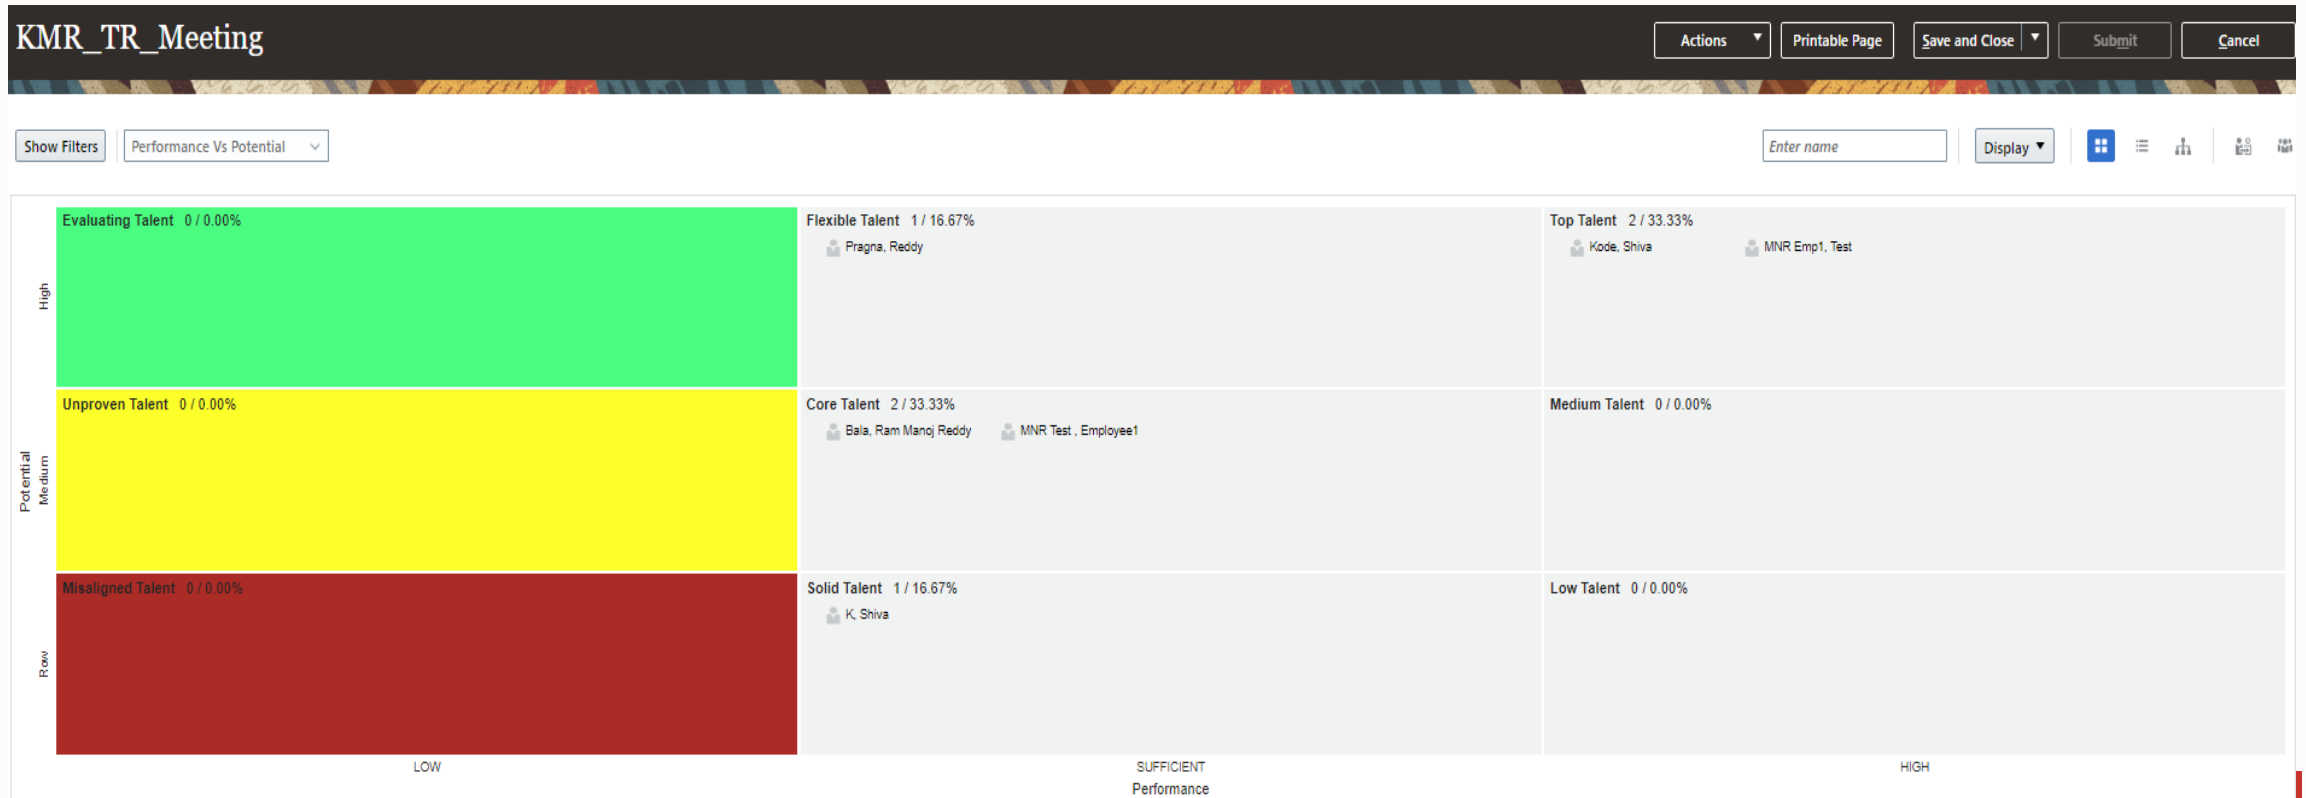 KMR_TR_Meeting
Actions Printable Page Save and Close Submit Cancel
Show Filters Performance Vs Potential Enter name Display
Evaluating Talent 0 / 0.00% Flexible Talent 1 / 16.67% Top Talent 2 / 33.33%
Pragna, Reddy Kode, Shiva MNR Emp1, Test
High
Unproven Talent 0 / 0.00% Core Talent 2 / 33.33% Medium Talent 0 / 0.00%
Bala, Ram Manoj Reddy MNR Test , Employee1
Potential
Medium
Misaligned Talent 0 / 0.00% Solid Talent 1 / 16.67% Low Talent 0 / 0.00%
K, Shiva
Row
LOW SUFFICIENT HIGH
Performance